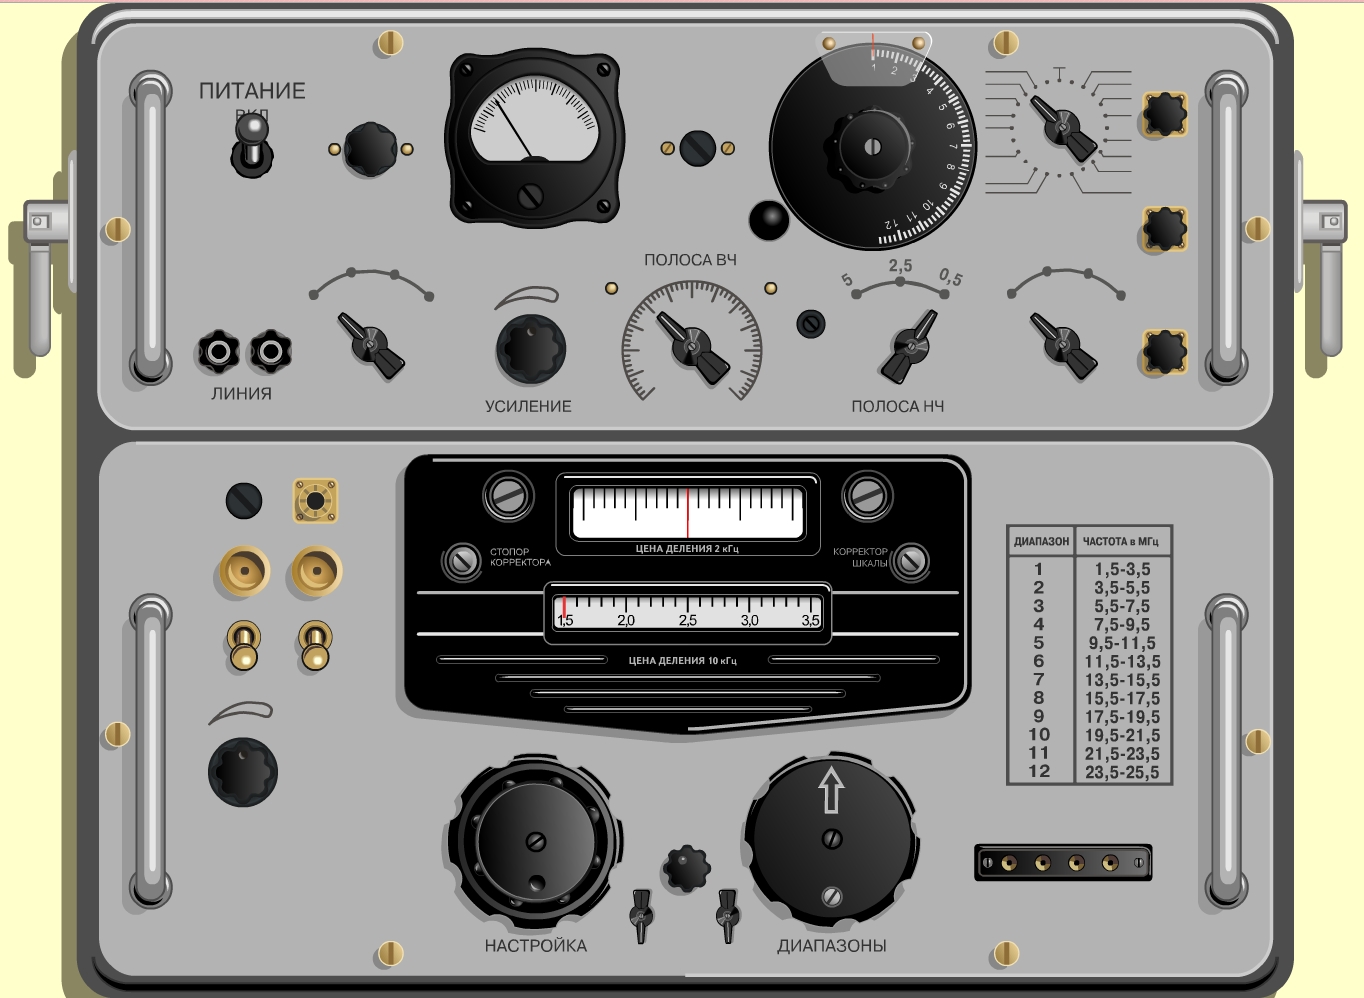 ПИТАНИЕ
ВКЛ
1 2 3 4 5 6 7 8 9 10 11 12
ПОЛОСА ВЧ
5 2,5 0,5
ЛИНИЯ
УСИЛЕНИЕ
ПОЛОСА НЧ
ЦЕНА ДЕЛЕНИЯ 2 кГц
СТОПОР
КОРРЕКТОРА
КОРРЕКТОР
ШКАЛЫ
1,5 2,0 2,5 3,0 3,5
ЦЕНА ДЕЛЕНИЯ 10 кГц
ДИАПАЗОН ЧАСТОТА в МГц
1 1,5-3,5
2 3,5-5,5
3 5,5-7,5
4 7,5-9,5
5 9,5-11,5
6 11,5-13,5
7 13,5-15,5
8 15,5-17,5
9 17,5-19,5
10 19,5-21,5
11 21,5-23,5
12 23,5-25,5
НАСТРОЙКА
ДИАПАЗОНЫ